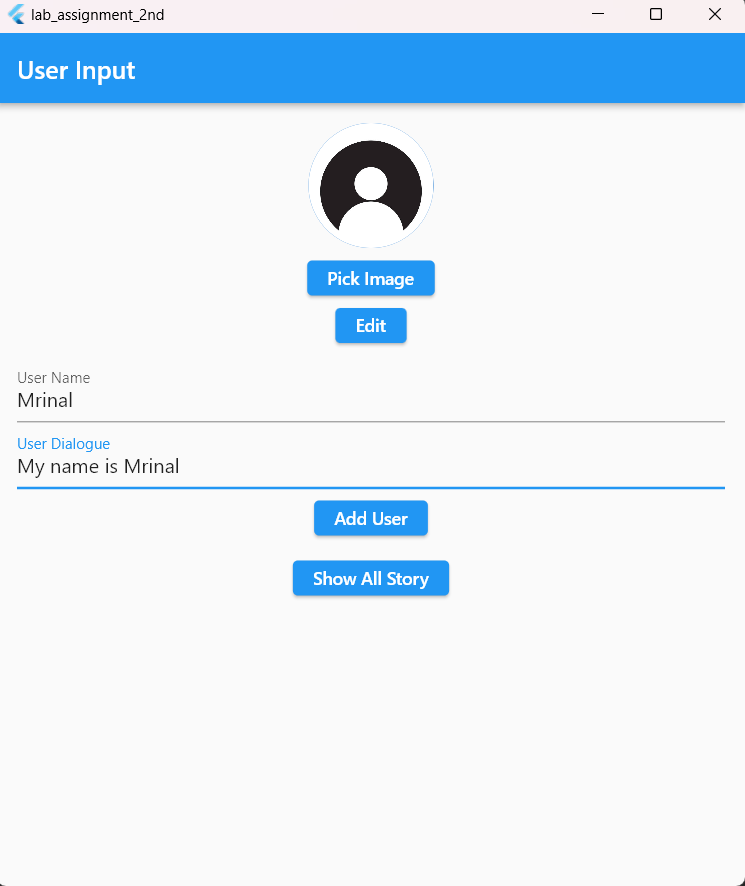 lab_assignment_2nd
User Input
Pick Image
Edit
User Name
Mrinal
User Dialogue
My name is Mrinal
Add User
Show All Story